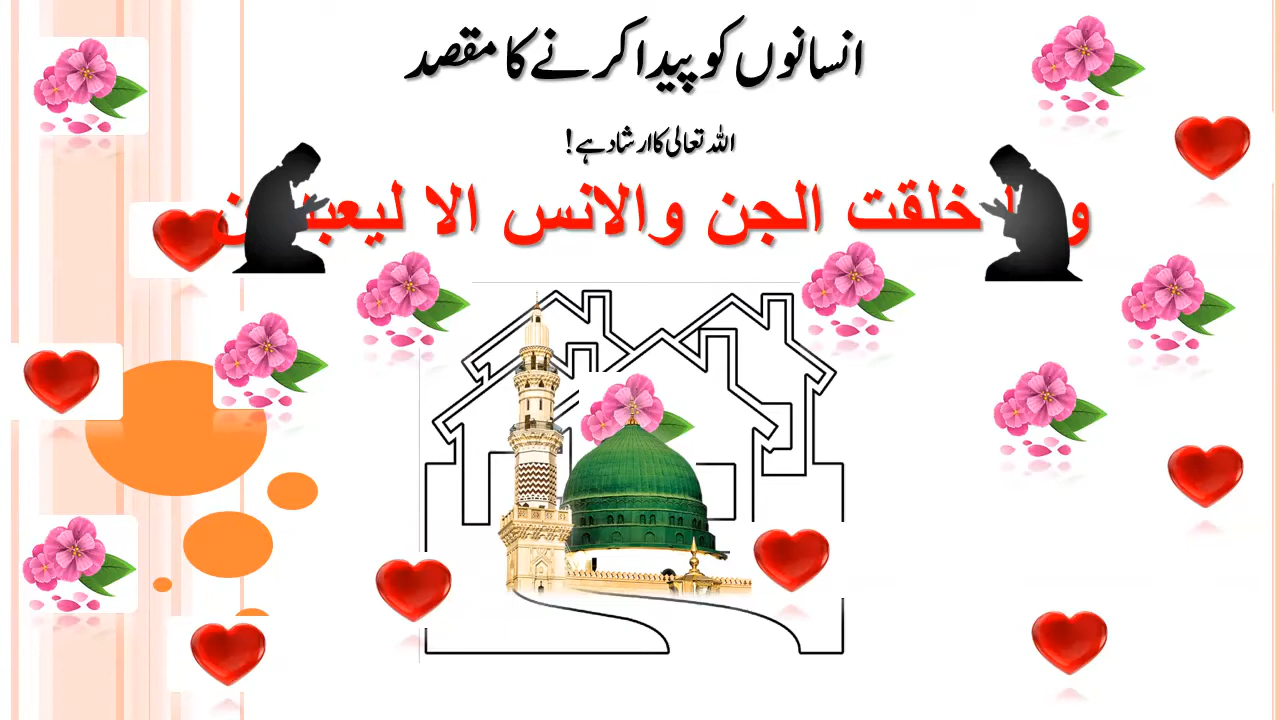 انسانوں کو پیدا کرنے کا مقصد
اللہ تعالی کا ارشاد ہے !
خلقت الجن والانس الا